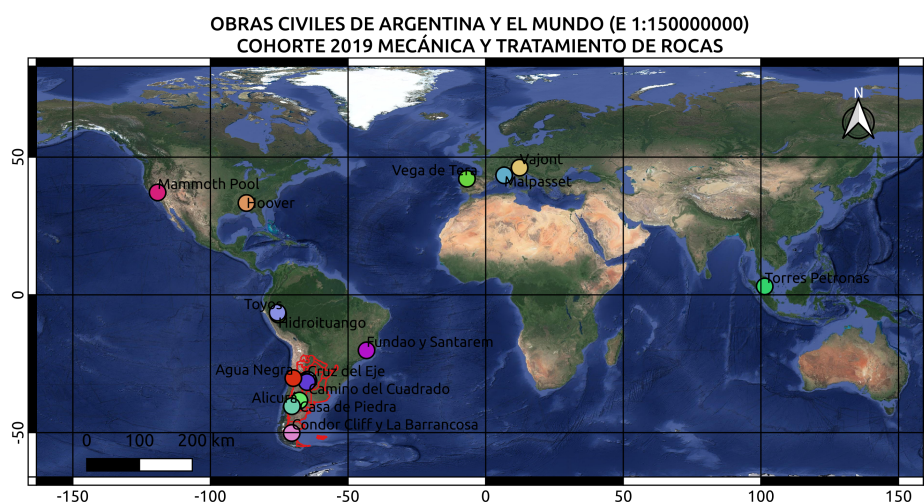 OBRAS CIVILES DE ARGENTINA Y EL MUNDO (E 1:150000000)
COHORTE 2019 MECÁNICA Y TRATAMIENTO DE ROCAS
N
50
Vajont
Vega de Tera
Malpasset
Mammoth Pool
Hoover
Torres Petronas
0
Toyos
Hidroituango
Fundao y Santarem
Agua Negra
Cruz del Eje
Camino del Cuadrado
Alicura
Casa de Piedra
Condor Cliff y La Barrancosa
-50
0 100 200 km
-150 -100 -50 0 50 100 150